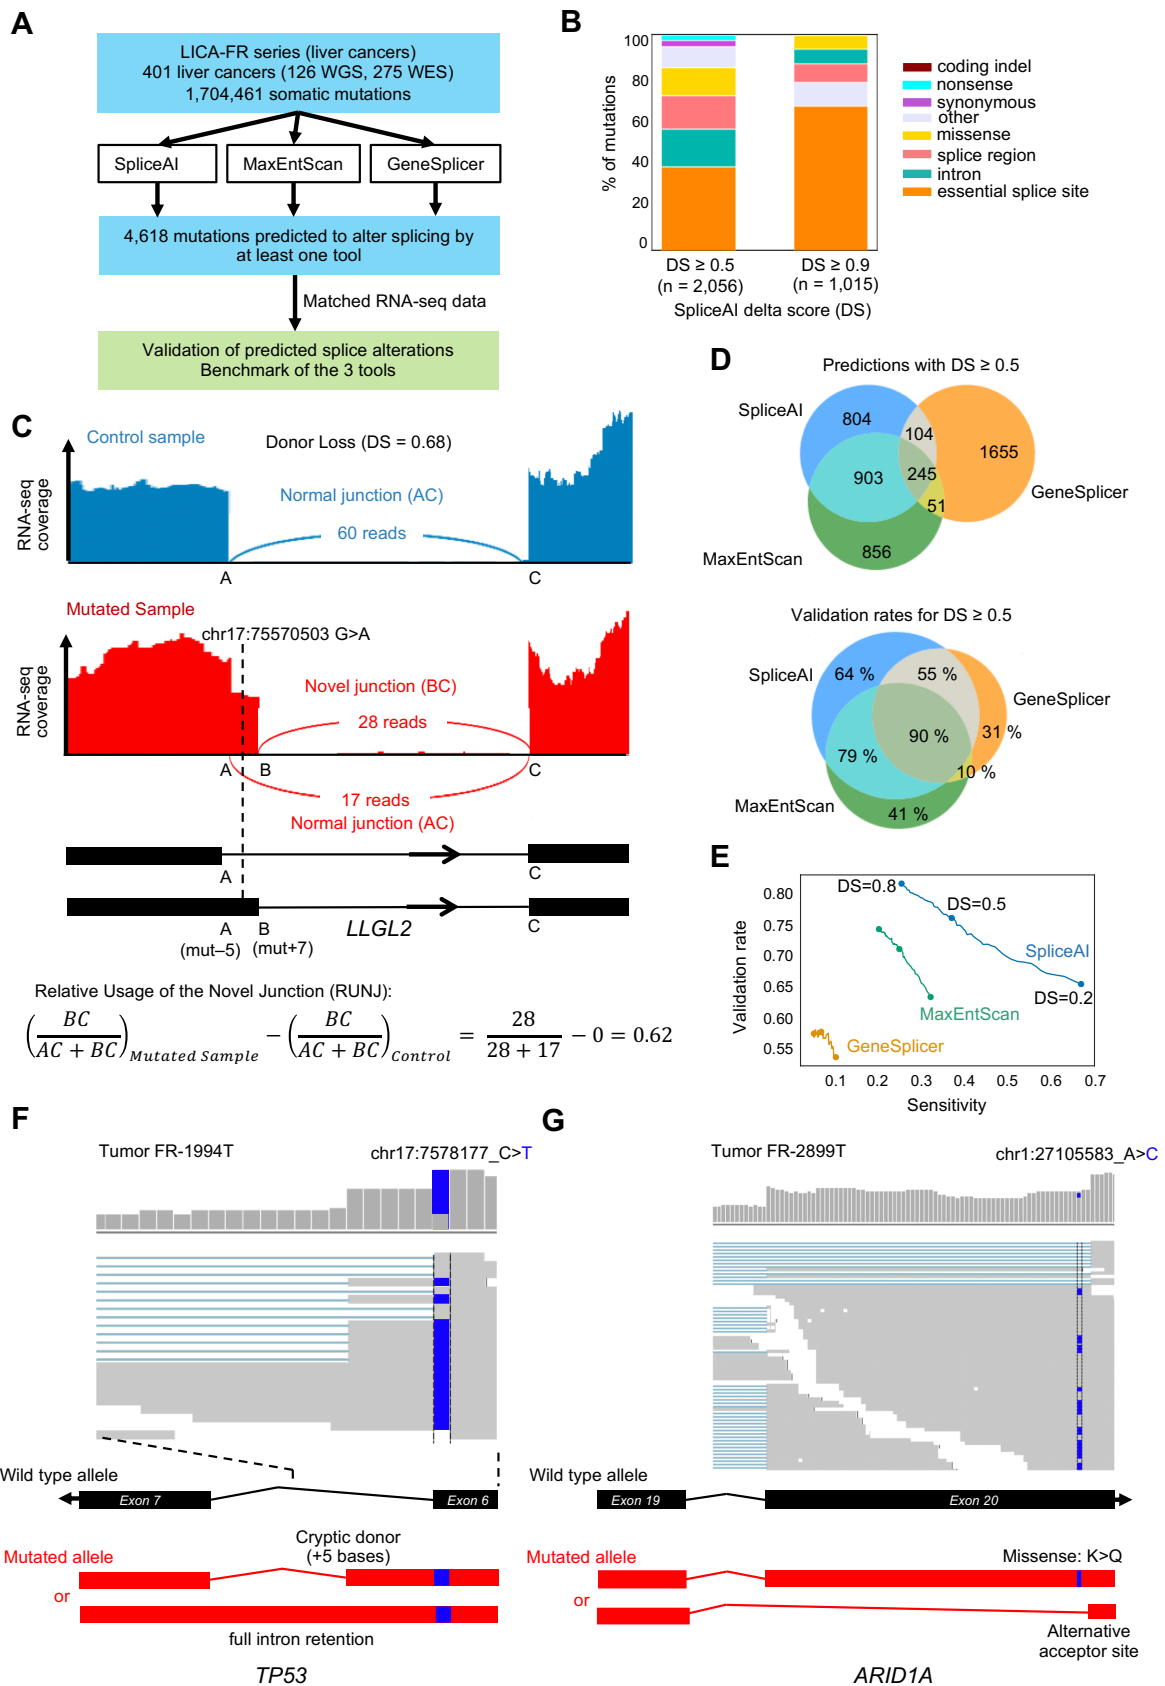 A
LICA-FR series (liver cancers)
401 liver cancers (126 WGS, 275 WES)
1,704,461 somatic mutations
SpliceAI
MaxEntScan
GeneSplicer
4,618 mutations predicted to alter splicing by
at least one tool
Matched RNA-seq data
Validation of predicted splice alterations
Benchmark of the 3 tools
B
% of mutations
100
80
60
40
20
0
DS ≥ 0.5
(n = 2,056)
DS ≥ 0.9
(n = 1,015)
SpliceAI delta score (DS)
coding indel
nonsense
synonymous
other
missense
splice region
intron
essential splice site
C
Control sample
Donor Loss (DS = 0.68)
RNA-seq
coverage
Normal junction (AC)
60 reads
A
C
Mutated Sample
chr17:75570503 G>A
RNA-seq
coverage
Novel junction (BC)
28 reads
A
B
C
17 reads
Normal junction (AC)
A
C
A
B
C
(mut–5)
(mut+7)
LLGL2
Relative Usage of the Novel Junction (RUNJ):
(BC / AC + BC) Mutated Sample − (BC / AC + BC) Control = 28 / 28 + 17 − 0 = 0.62
D
Predictions with DS ≥ 0.5
SpliceAI
804
104
1655
903
245
GeneSplicer
51
MaxEntScan
856
Validation rates for DS ≥ 0.5
SpliceAI
64 %
55 %
GeneSplicer
31 %
90 %
79 %
10 %
MaxEntScan
41 %
E
Validation rate
0.80
0.75
0.70
0.65
0.60
0.55
DS=0.8
DS=0.5
SpliceAI
DS=0.2
MaxEntScan
GeneSplicer
0.1
0.2
0.3
0.4
0.5
0.6
0.7
Sensitivity
F
Tumor FR-1994T
chr17:7578177_C>T
Wild type allele
Exon 7
Exon 6
Cryptic donor
(+5 bases)
Mutated allele
or
full intron retention
TP53
G
Tumor FR-2899T
chr1:27105583_A>C
Wild type allele
Exon 19
Exon 20
Mutated allele
Missense: K>Q
or
Alternative
acceptor site
ARID1A